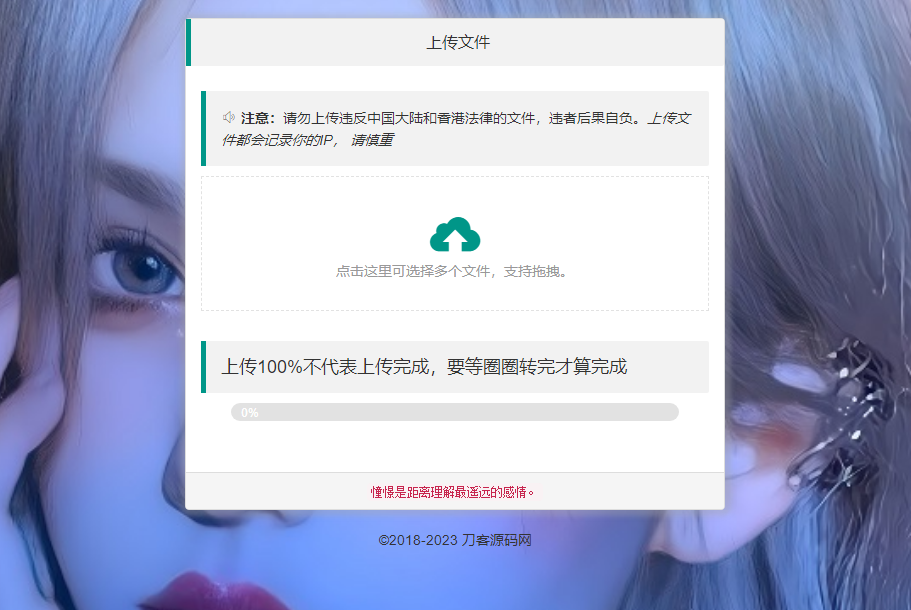 上传文件
注意：请勿上传违反中国大陆和香港法律的文件，违者后果自负。上传文
件都会记录你的IP， 请慎重
点击这里可选择多个文件，支持拖拽。
上传100%不代表上传完成，要等圈圈转完才算完成
0%
憧憬是距离理解最遥远的感情。
©2018-2023 刀客源码网